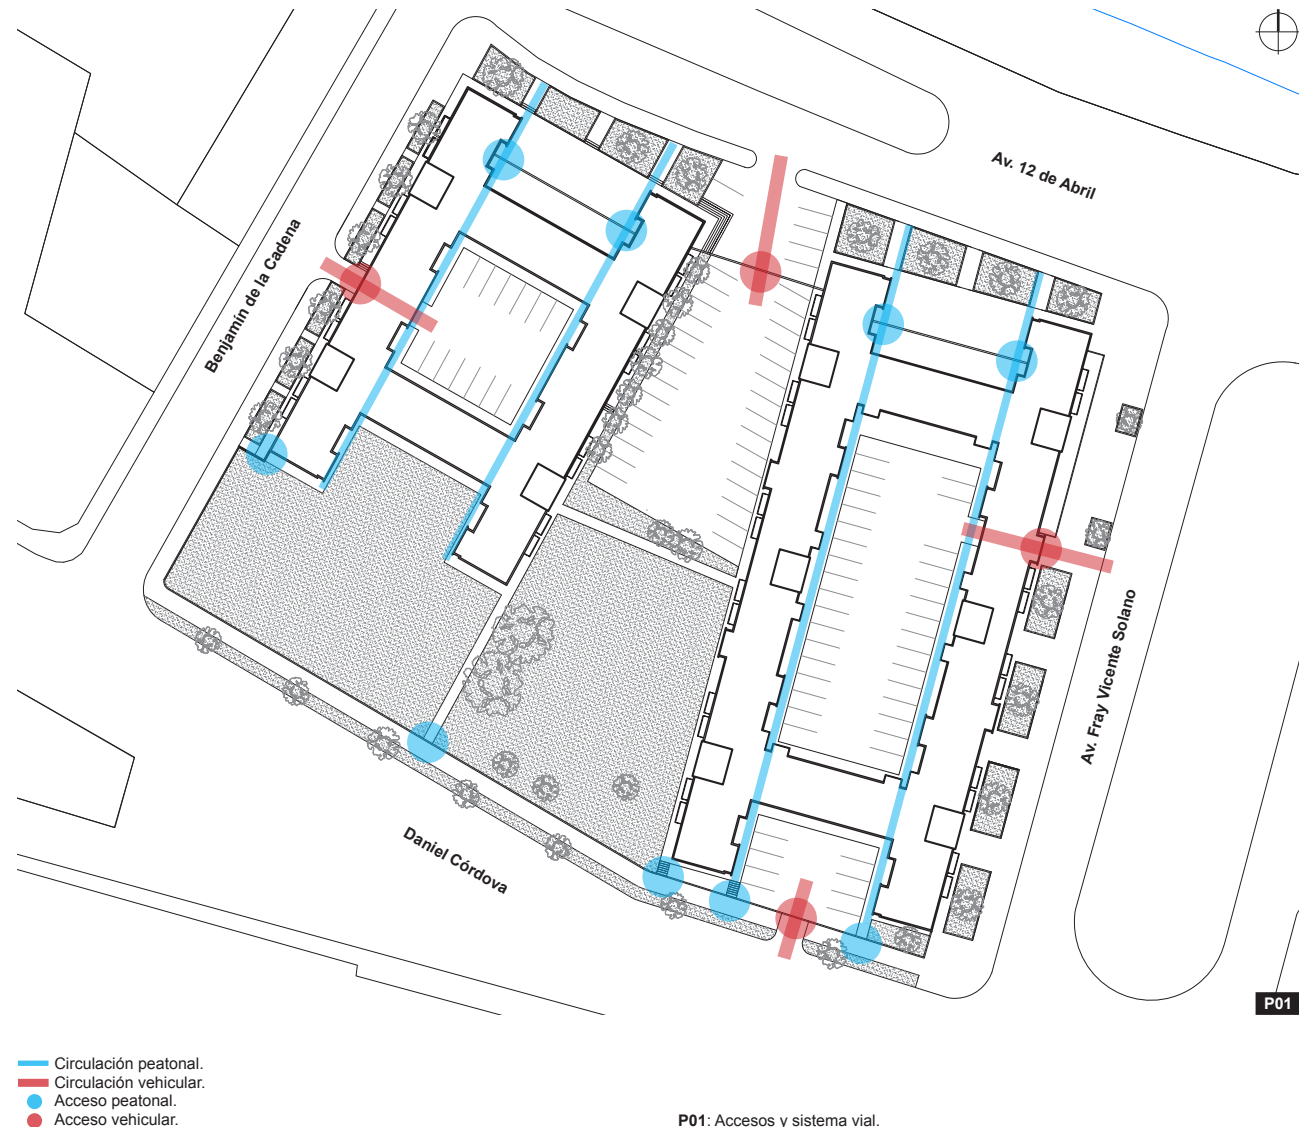 Av. 12 de Abril
Benjamín de la Cadena
Av. Fray Vicente Solano
Daniel Córdova
P01
Circulación peatonal.
Circulación vehicular.
Acceso peatonal.
Acceso vehicular.
P01: Accesos y sistema vial.